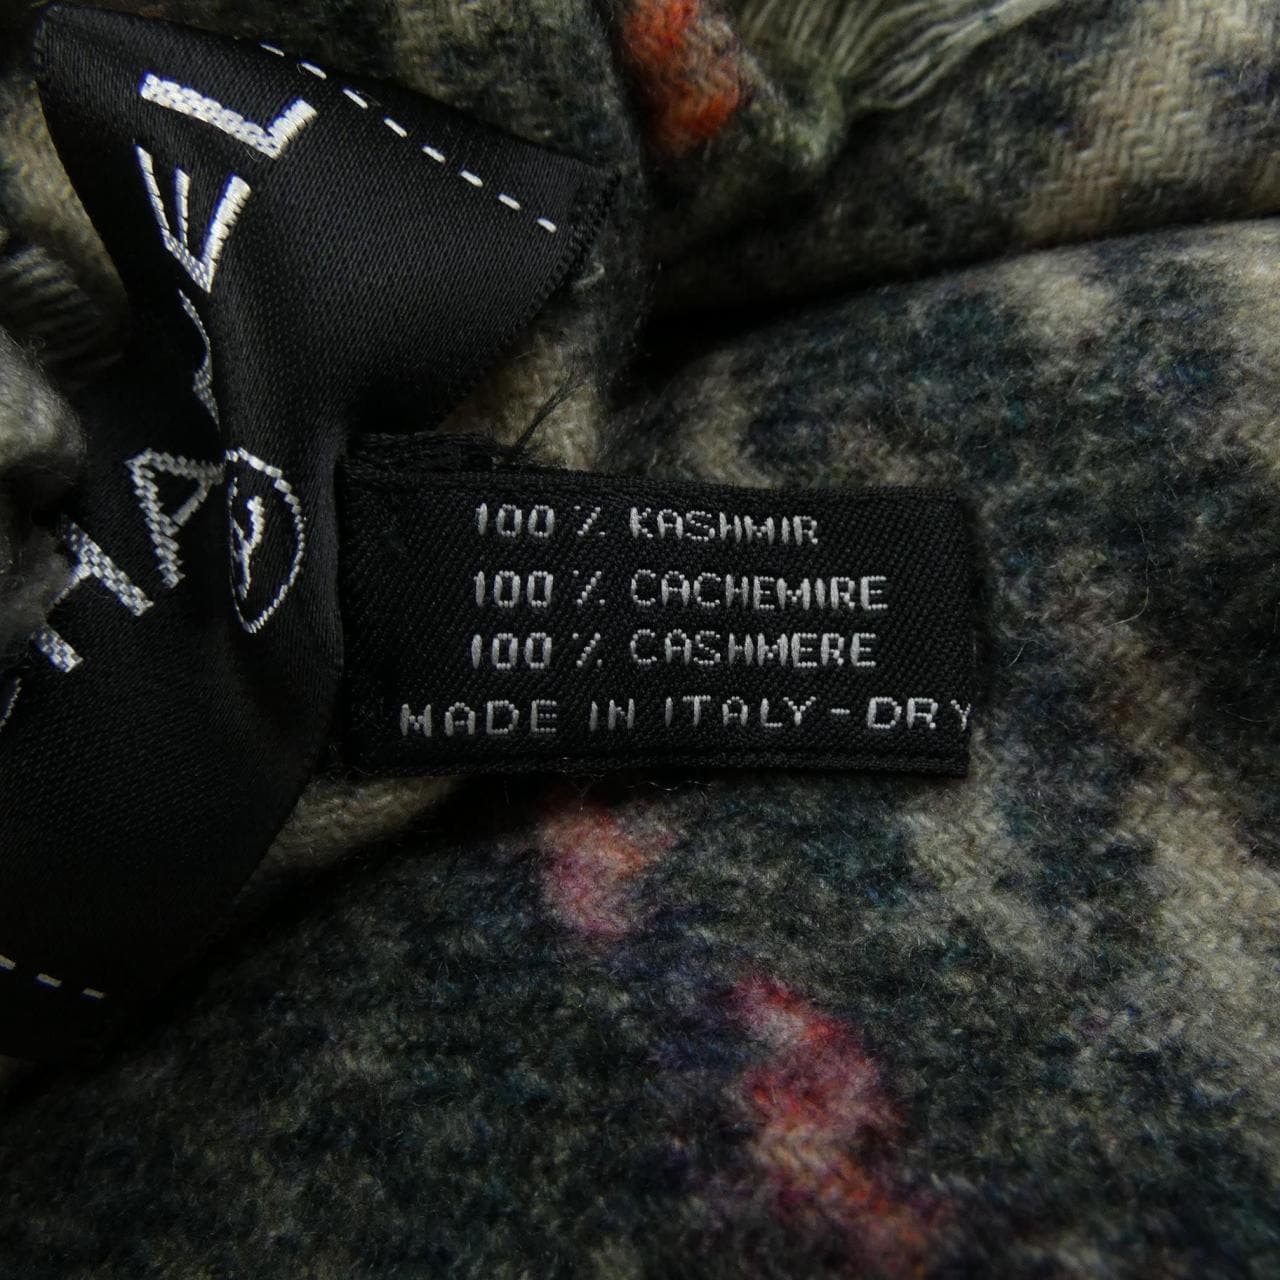 100 % KASHMIR
100 % CACHEMIRE
100 % CASHMERE
MADE IN ITALY - DRY